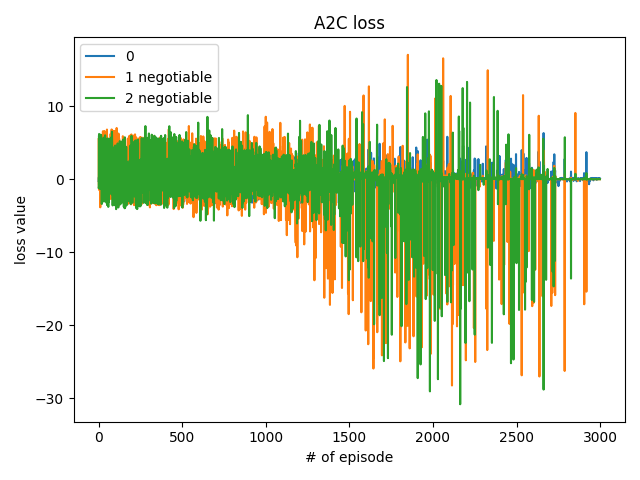 A2C loss
0
1 negotiable
2 negotiable
10
0
−10
−20
−30
loss value
0 500 1000 1500 2000 2500 3000
# of episode